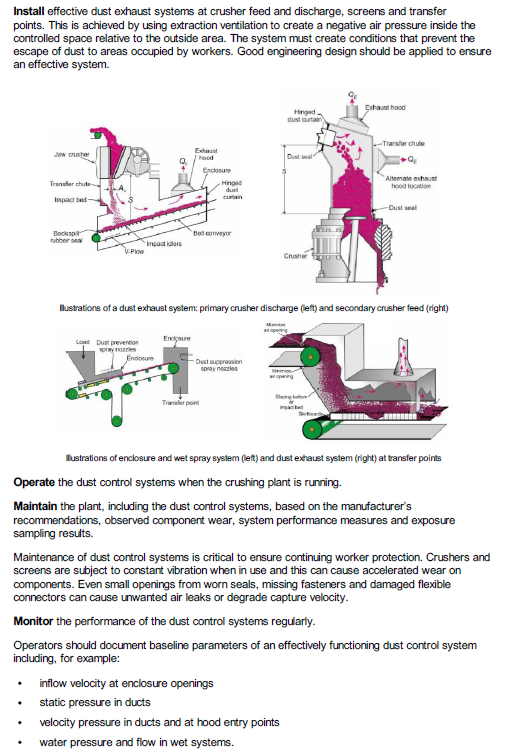 Install effective dust exhaust systems at crusher feed and discharge, screens and transfer
points. This is achieved by using extraction ventilation to create a negative air pressure inside the
controlled space relative to the outside area. The system must create conditions that prevent the
escape of dust to areas occupied by workers. Good engineering design should be applied to ensure
an effective system.
Jaw crusher
Transfer chute
Impact bed
Backspill
rubber seal
V-Plow
Impact idlers
Belt conveyor
A
S
Exhaust
hood
Enclosure
Hinged
dust
curtain
QE
Exhaust hood
Hinged
dust curtain
Transfer chute
Dust seal
QE
S
Alternate exhaust
hood location
Dust seal
Crusher
Illustrations of a dust exhaust system: primary crusher discharge (left) and secondary crusher feed (right)
Load
Dust prevention
spray nozzles
Enclosure
Enclosure
Dust suppression
spray nozzles
Transfer point
Minimize
air opening
Minimize
air opening
Sloping bottom
or
impact bed
Skirtboard
Illustrations of enclosure and wet spray system (left) and dust exhaust system (right) at transfer points
Operate the dust control systems when the crushing plant is running.
Maintain the plant, including the dust control systems, based on the manufacturer's
recommendations, observed component wear, system performance measures and exposure
sampling results.
Maintenance of dust control systems is critical to ensure continuing worker protection. Crushers and
screens are subject to constant vibration when in use and this can cause accelerated wear on
components. Even small openings from worn seals, missing fasteners and damaged flexible
connectors can cause unwanted air leaks or degrade capture velocity.
Monitor the performance of the dust control systems regularly.
Operators should document baseline parameters of an effectively functioning dust control system
including, for example:
• inflow velocity at enclosure openings
• static pressure in ducts
• velocity pressure in ducts and at hood entry points
• water pressure and flow in wet systems.